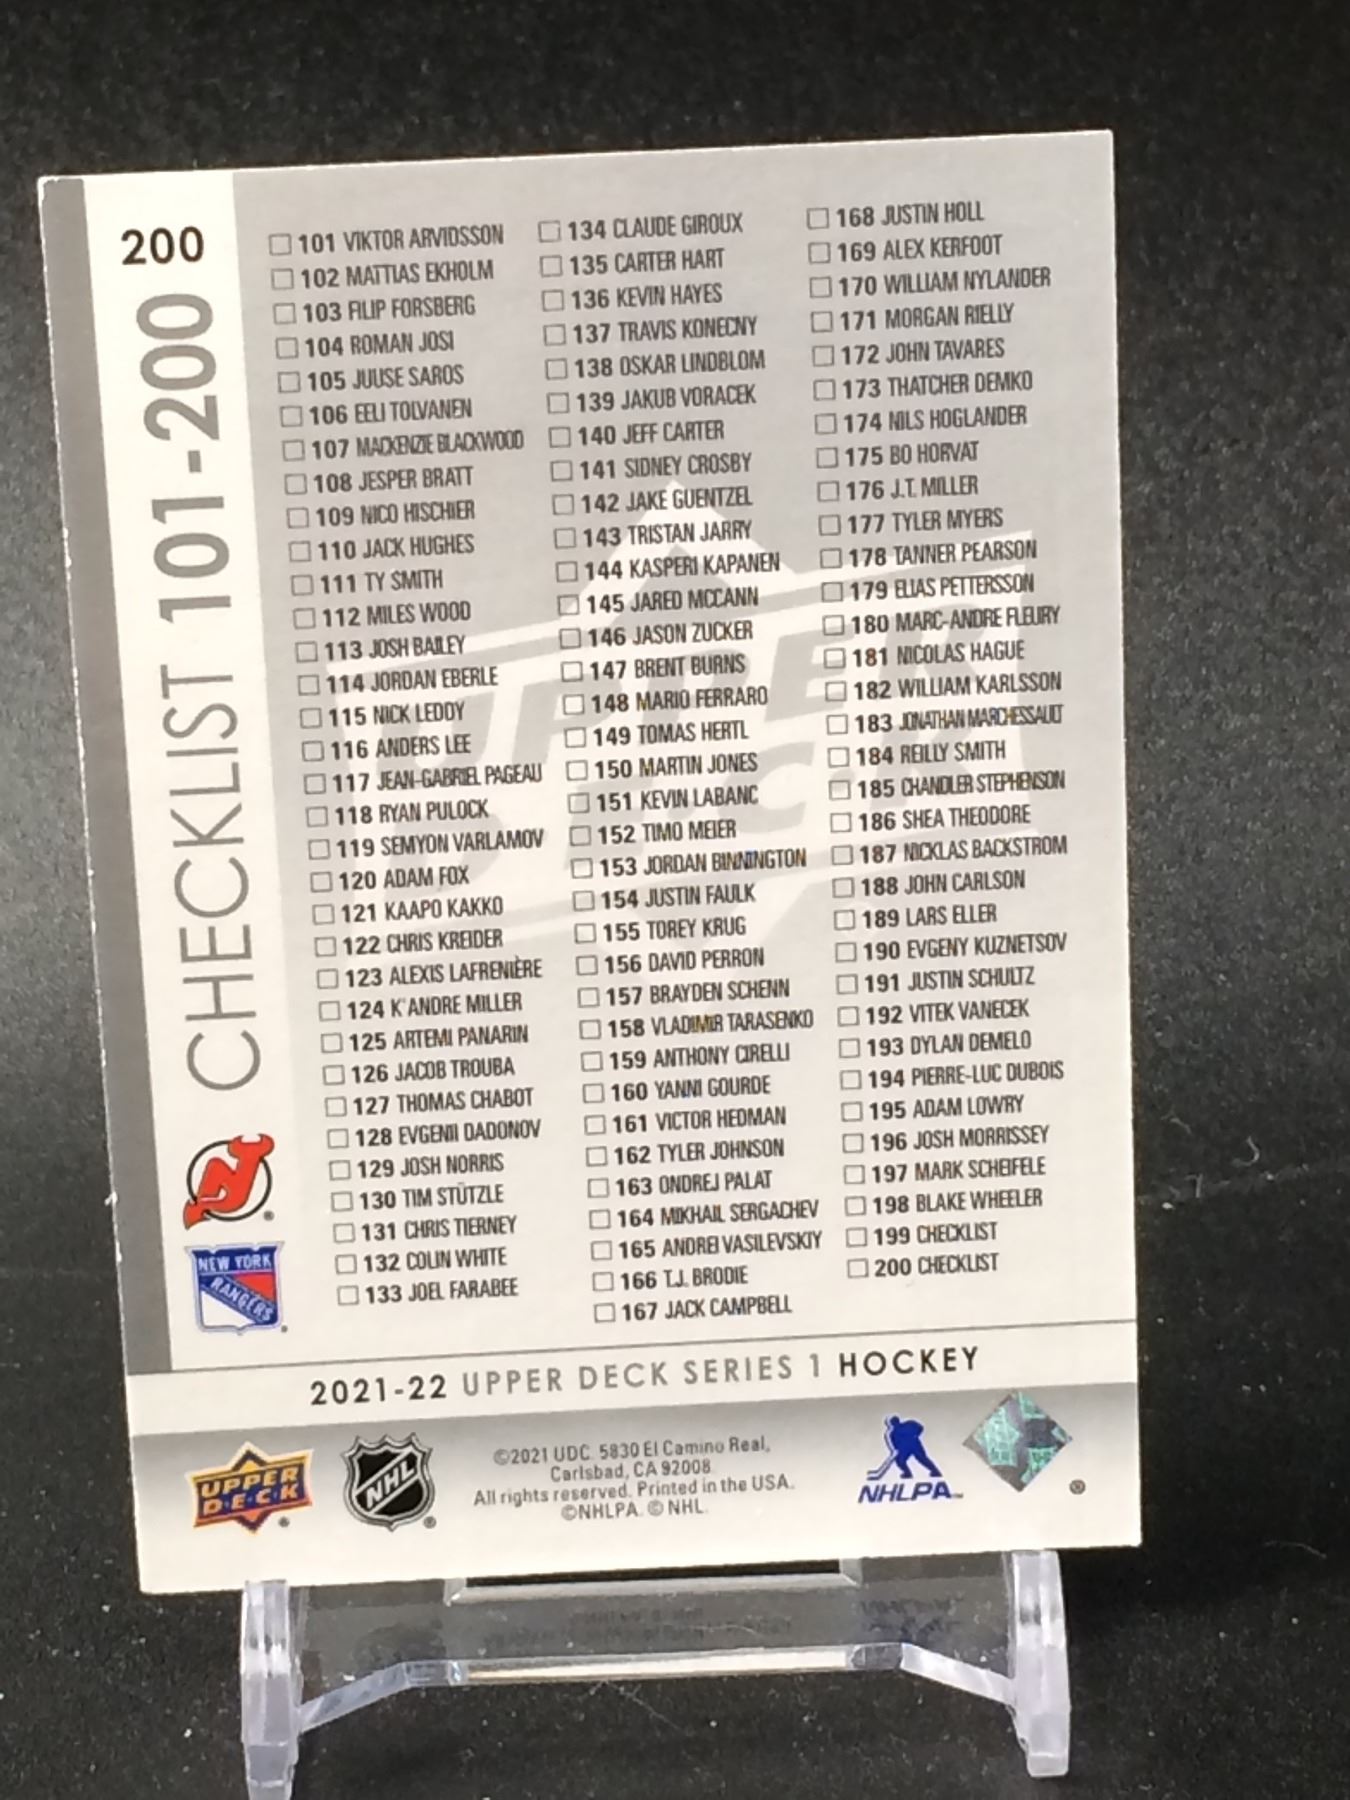 200
CHECKLIST 101-200
☐ 101 VIKTOR ARVIDSSON
☐ 102 MATTIAS EKHOLM
☐ 103 FILIP FORSBERG
☐ 104 ROMAN JOSI
☐ 105 JUUSE SAROS
☐ 106 EELI TOLVANEN
☐ 107 MACKENZIE BLACKWOOD
☐ 108 JESPER BRATT
☐ 109 NICO HISCHIER
☐ 110 JACK HUGHES
☐ 111 TY SMITH
☐ 112 MILES WOOD
☐ 113 JOSH BAILEY
☐ 114 JORDAN EBERLE
☐ 115 NICK LEDDY
☐ 116 ANDERS LEE
☐ 117 JEAN-GABRIEL PAGEAU
☐ 118 RYAN PULOCK
☐ 119 SEMYON VARLAMOV
☐ 120 ADAM FOX
☐ 121 KAAPO KAKKO
☐ 122 CHRIS KREIDER
☐ 123 ALEXIS LAFRENIÈRE
☐ 124 K'ANDRE MILLER
☐ 125 ARTEMI PANARIN
☐ 126 JACOB TROUBA
☐ 127 THOMAS CHABOT
☐ 128 EVGENII DADONOV
☐ 129 JOSH NORRIS
☐ 130 TIM STÜTZLE
☐ 131 CHRIS TIERNEY
☐ 132 COLIN WHITE
☐ 133 JOEL FARABEE
☐ 134 CLAUDE GIROUX
☐ 135 CARTER HART
☐ 136 KEVIN HAYES
☐ 137 TRAVIS KONECNY
☐ 138 OSKAR LINDBLOM
☐ 139 JAKUB VORACEK
☐ 140 JEFF CARTER
☐ 141 SIDNEY CROSBY
☐ 142 JAKE GUENTZEL
☐ 143 TRISTAN JARRY
☐ 144 KASPERI KAPANEN
☐ 145 JARED MCCANN
☐ 146 JASON ZUCKER
☐ 147 BRENT BURNS
☐ 148 MARIO FERRARO
☐ 149 TOMAS HERTL
☐ 150 MARTIN JONES
☐ 151 KEVIN LABANC
☐ 152 TIMO MEIER
☐ 153 JORDAN BINNINGTON
☐ 154 JUSTIN FAULK
☐ 155 TOREY KRUG
☐ 156 DAVID PERRON
☐ 157 BRAYDEN SCHENN
☐ 158 VLADIMIR TARASENKO
☐ 159 ANTHONY CIRELLI
☐ 160 YANNI GOURDE
☐ 161 VICTOR HEDMAN
☐ 162 TYLER JOHNSON
☐ 163 ONDREJ PALAT
☐ 164 MIKHAIL SERGACHEV
☐ 165 ANDREI VASILEVSKIY
☐ 166 T.J. BRODIE
☐ 167 JACK CAMPBELL
☐ 168 JUSTIN HOLL
☐ 169 ALEX KERFOOT
☐ 170 WILLIAM NYLANDER
☐ 171 MORGAN RIELLY
☐ 172 JOHN TAVARES
☐ 173 THATCHER DEMKO
☐ 174 NILS HOGLANDER
☐ 175 BO HORVAT
☐ 176 J.T. MILLER
☐ 177 TYLER MYERS
☐ 178 TANNER PEARSON
☐ 179 ELIAS PETTERSSON
☐ 180 MARC-ANDRE FLEURY
☐ 181 NICOLAS HAGUE
☐ 182 WILLIAM KARLSSON
☐ 183 JONATHAN MARCHESSAULT
☐ 184 REILLY SMITH
☐ 185 CHANDLER STEPHENSON
☐ 186 SHEA THEODORE
☐ 187 NICKLAS BACKSTROM
☐ 188 JOHN CARLSON
☐ 189 LARS ELLER
☐ 190 EVGENY KUZNETSOV
☐ 191 JUSTIN SCHULTZ
☐ 192 VITEK VANECEK
☐ 193 DYLAN DEMELO
☐ 194 PIERRE-LUC DUBOIS
☐ 195 ADAM LOWRY
☐ 196 JOSH MORRISSEY
☐ 197 MARK SCHEIFELE
☐ 198 BLAKE WHEELER
☐ 199 CHECKLIST
☐ 200 CHECKLIST
UPPER
DECK
NJ
NEW YORK
RANGERS
2021-22 UPPER DECK SERIES 1 HOCKEY
UPPER
D·E·C·K
NHL
©2021 UDC. 5830 El Camino Real,
Carlsbad, CA 92008.
All rights reserved. Printed in the USA.
©NHLPA. © NHL.
NHLPA™